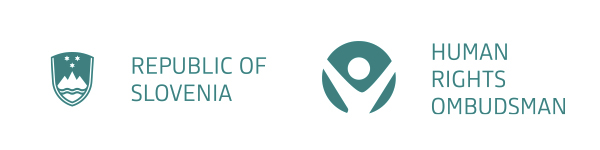 REPUBLIC OF
SLOVENIA
HUMAN
RIGHTS
OMBUDSMAN